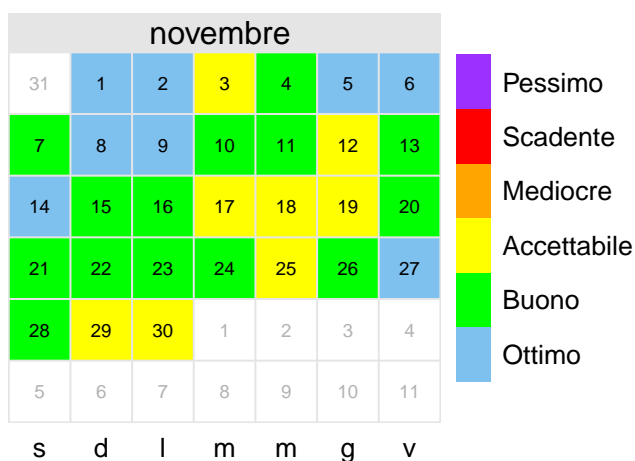 novembre
31 1 2 3 4 5 6
7 8 9 10 11 12 13
14 15 16 17 18 19 20
21 22 23 24 25 26 27
28 29 30 1 2 3 4
5 6 7 8 9 10 11
s d l m m g v
Pessimo
Scadente
Mediocre
Accettabile
Buono
Ottimo